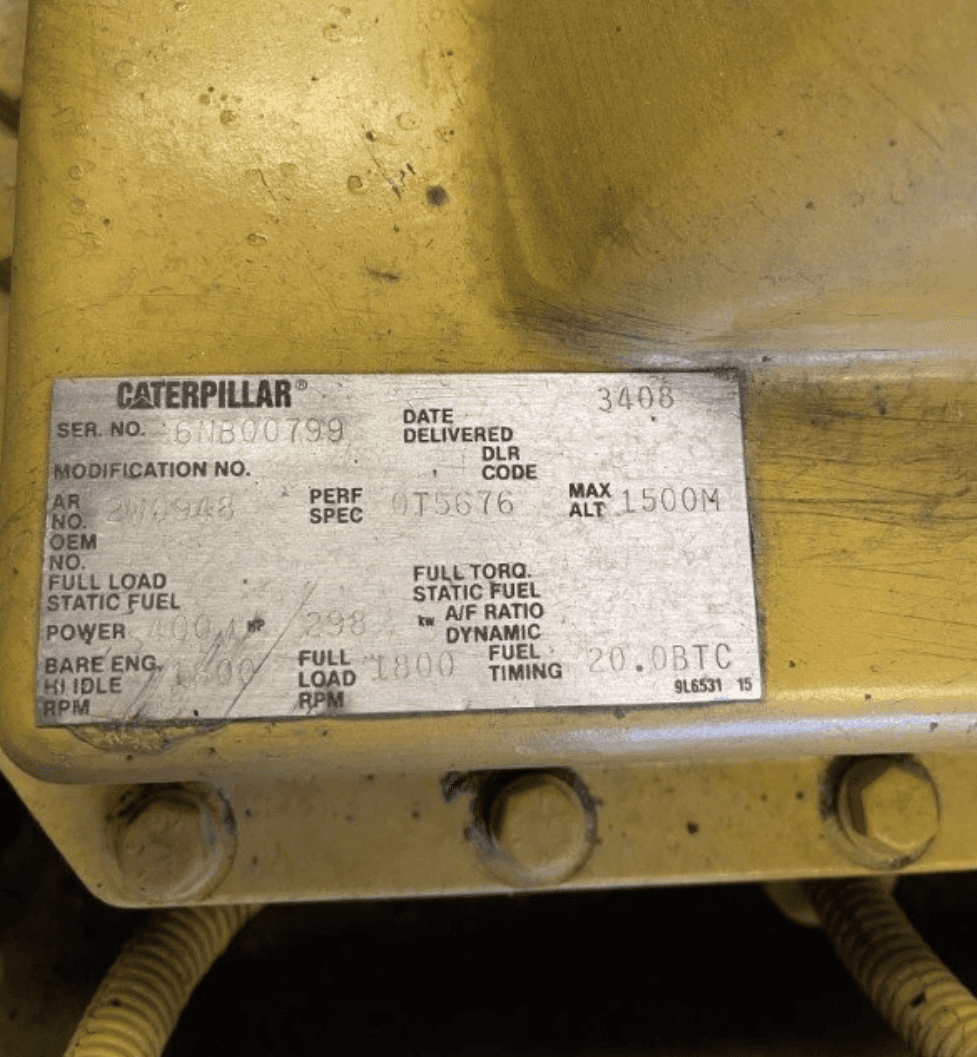 CATERPILLAR®
3408
SER. NO. 6NB00799
DATE
DELIVERED
MODIFICATION NO.
DLR
CODE
AR
NO. 2W0948
PERF
SPEC 0T5676
MAX
ALT 1500M
OEM
NO.
FULL LOAD
STATIC FUEL
FULL TORQ.
STATIC FUEL
POWER 400 HP 298 kw
A/F RATIO
DYNAMIC
BARE ENG.
HI IDLE
RPM
FULL
LOAD
RPM 1800
FUEL
TIMING 20.0BTC
9L6531 15